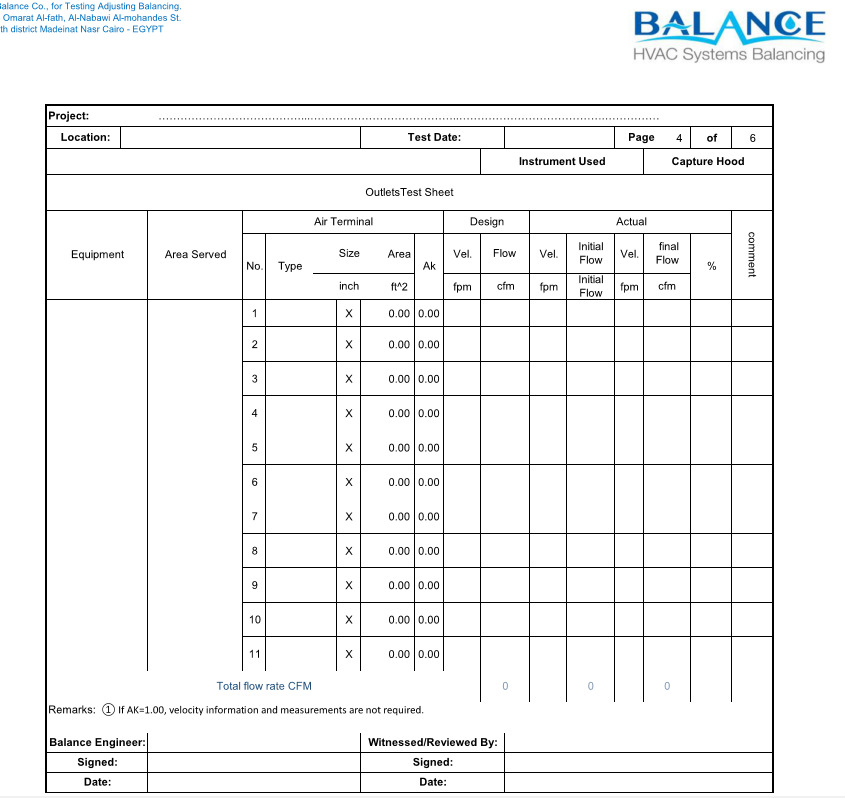 Balance Co., for Testing Adjusting Balancing.
Omarat Al-fath, Al-Nabawi Al-mohandes St.
th district Madeinat Nasr Cairo - EGYPT
BALANCE
HVAC Systems Balancing
Project: ................................................................................................................................
Location: Test Date: Page 4 of 6
Instrument Used Capture Hood
OutletsTest Sheet
Equipment Area Served Air Terminal Design Actual comment
No. Type Size Area Ak Vel. Flow Vel. Initial Flow Vel. final Flow %
inch ft^2 fpm cfm fpm Initial Flow fpm cfm
1 X 0.00 0.00
2 X 0.00 0.00
3 X 0.00 0.00
4 X 0.00 0.00
5 X 0.00 0.00
6 X 0.00 0.00
7 X 0.00 0.00
8 X 0.00 0.00
9 X 0.00 0.00
10 X 0.00 0.00
11 X 0.00 0.00
Total flow rate CFM 0 0 0
Remarks: ① If AK=1.00, velocity information and measurements are not required.
Balance Engineer: Witnessed/Reviewed By:
Signed: Signed:
Date: Date: